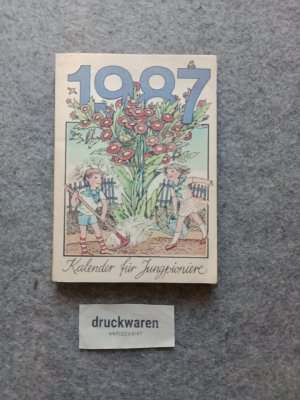 1987
Kalender für Jungpioniere
druckwaren
ANTIQUARIAT